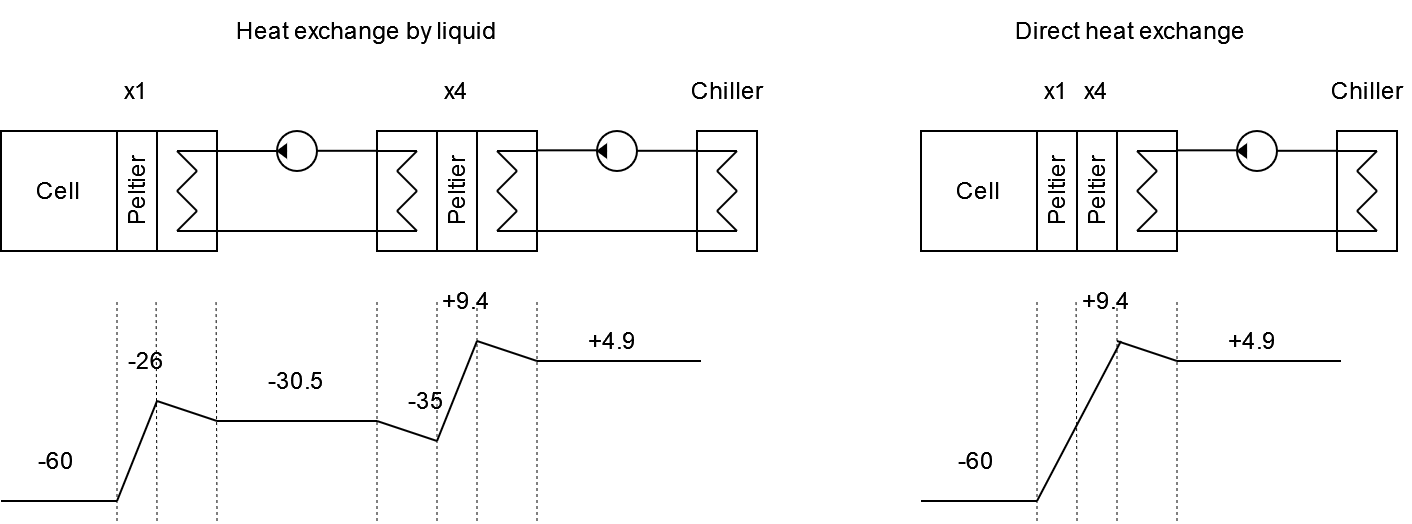 Heat exchange by liquid
Direct heat exchange
x1
x4
Chiller
x1
x4
Chiller
Cell
Peltier
Peltier
Cell
Peltier
Peltier
+9.4
+9.4
+4.9
+4.9
-26
-30.5
-35
-60
-60